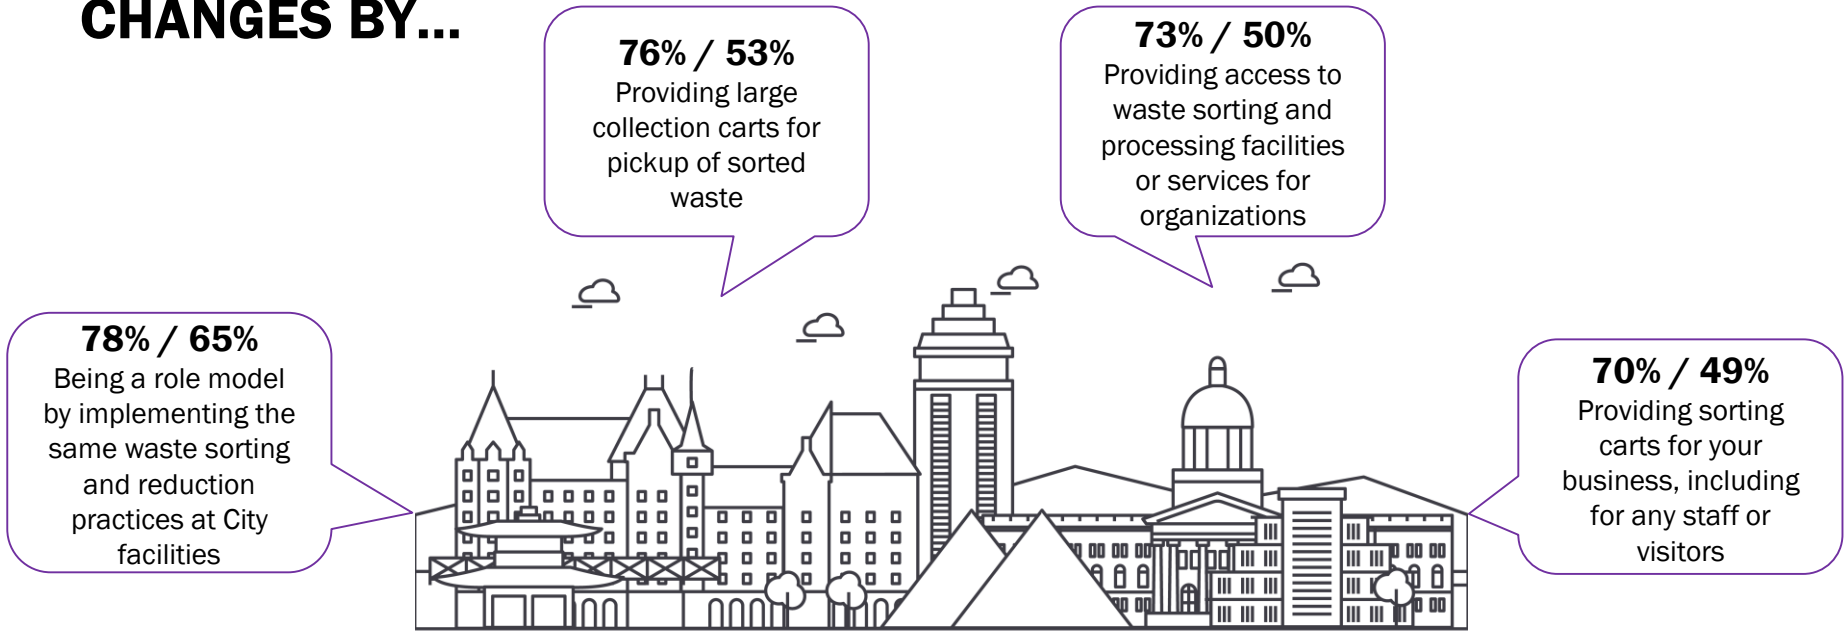 CHANGES BY...
76% / 53%
Providing large
collection carts for
pickup of sorted
waste
73% / 50%
Providing access to
waste sorting and
processing facilities
or services for
organizations
78% / 65%
Being a role model
by implementing the
same waste sorting
and reduction
practices at City
facilities
70% / 49%
Providing sorting
carts for your
business, including
for any staff or
visitors